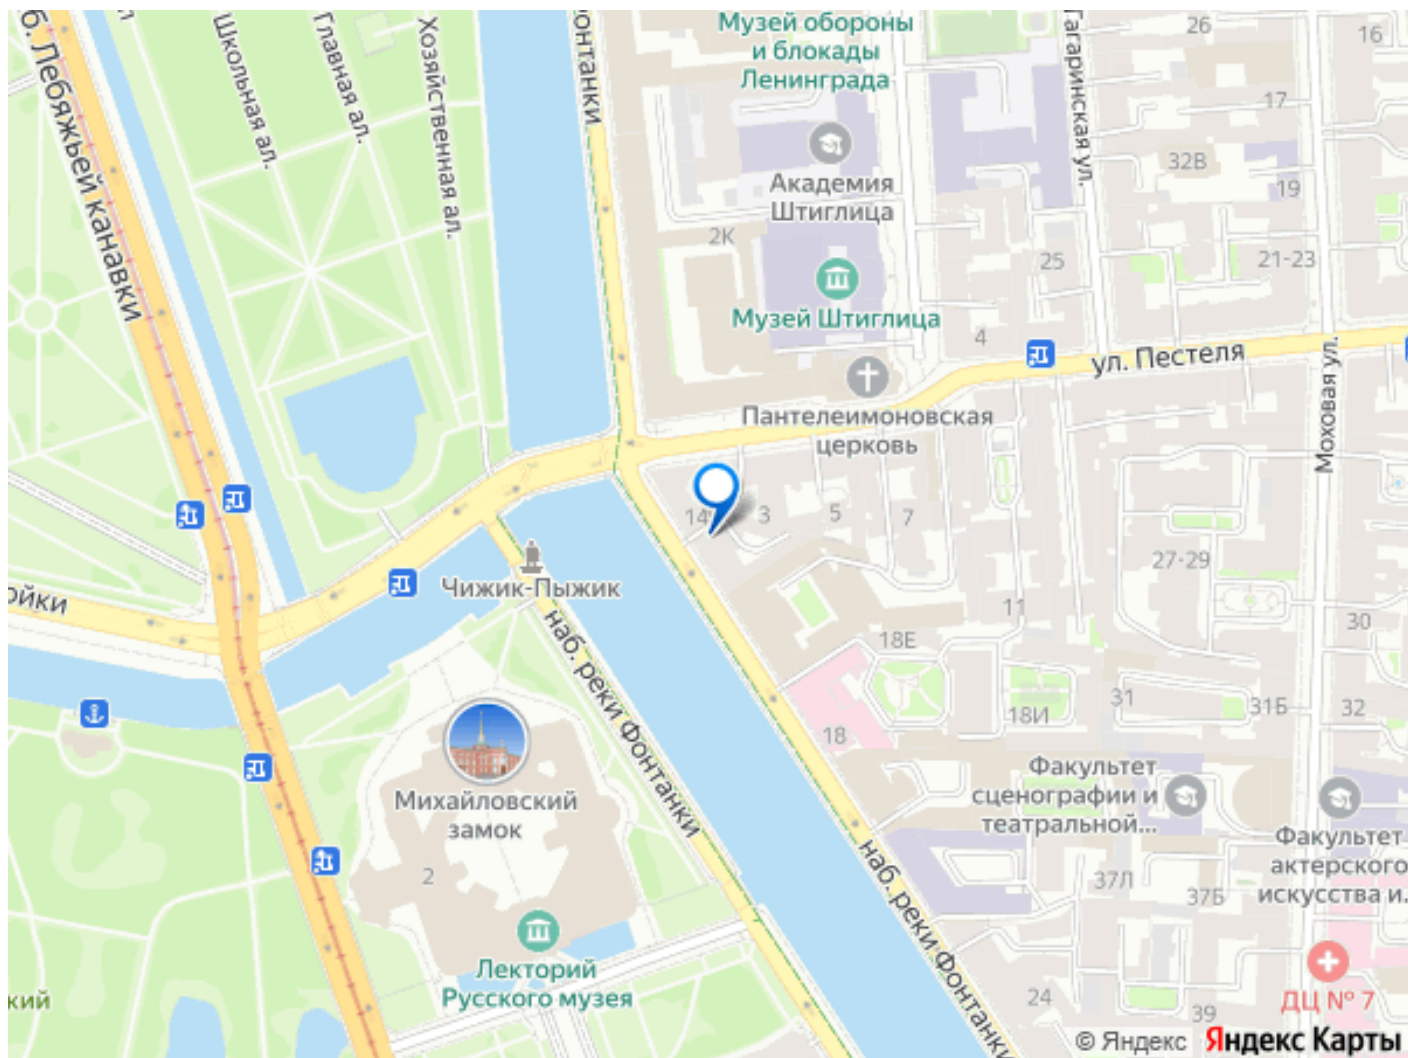 б. Лебяжьей канавки
Школьная ал.
Главная ал.
Хозяйственная ал.
онтанки
Музей обороны
и блокады
Ленинграда
Гагаринская ул.
26
16
17
32В
19
Академия
Штиглица
2К
25
21-23
Музей Штиглица
4
ул. Пестеля
Моховая ул.
Пантелеимоновская
церковь
14
3
5
7
27-29
Чижик-Пыжик
ойки
11
30
18Е
наб. реки Фонтанки
31
31Б
32
18И
18
Михайловский
замок
2
Факультет
сценографии и
театральной...
Факультет
актерского
искусства и.
наб. реки Фонтанки
37Л
37Б
Лекторий
Русского музея
кий
24
39
ДЦ № 7
© Яндекс Яндекс Карты